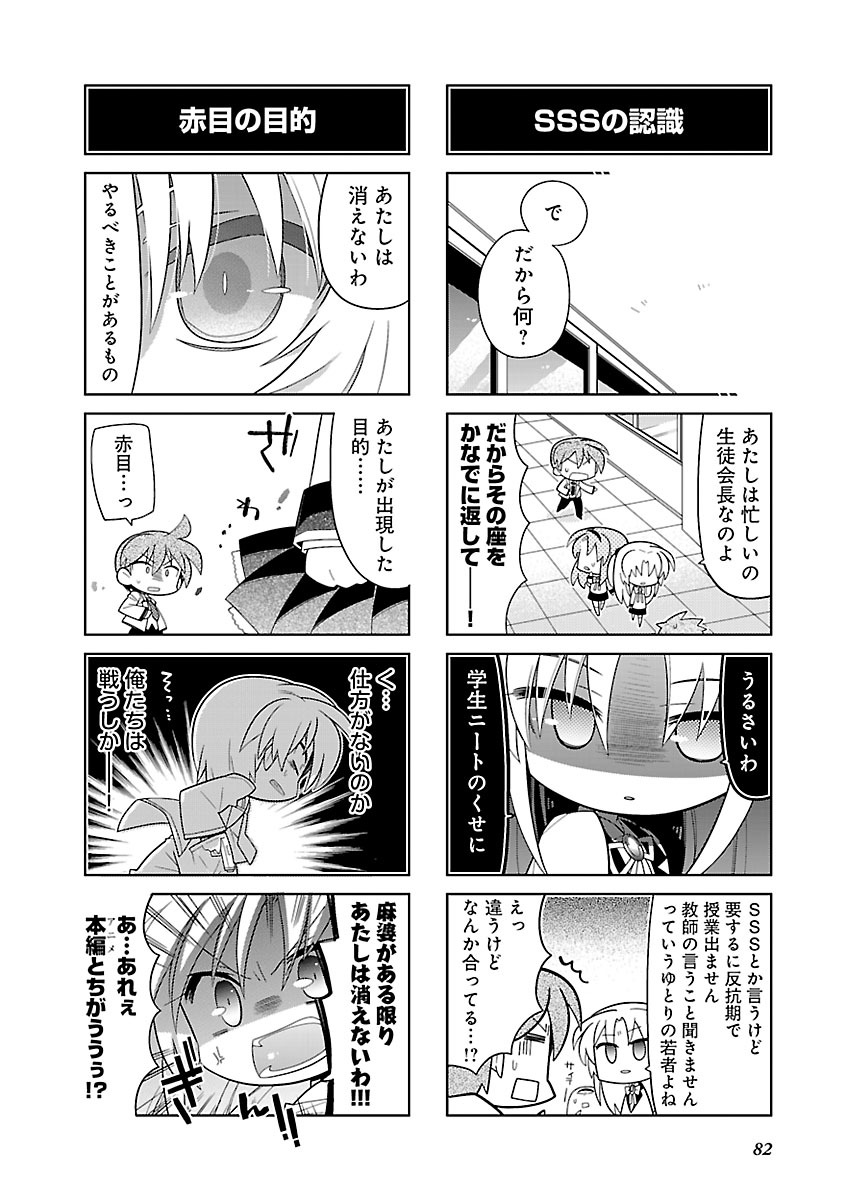 SSSの認識
で
だから何?
あたしは忙しいの
生徒会長なのよ
だからその座を
かなでに返して――!
うるさいわ
学生ニートのくせに
SSSとか言うけど
要するに反抗期で
授業出ません
教師の言うこと聞きません
っていうゆとりの若者よね
えっ
違うけど
なんか合ってる…!?
赤目の目的
あたしは
消えないわ
やるべきことがあるもの
あたしが出現した
目的……
赤目…っ
く…
仕方がないのか
俺たちは
戦うしか――
麻婆がある限り
あたしは消えないわ!!!
あ…あれぇ
本編とちがううぅ!?
アニメ
82